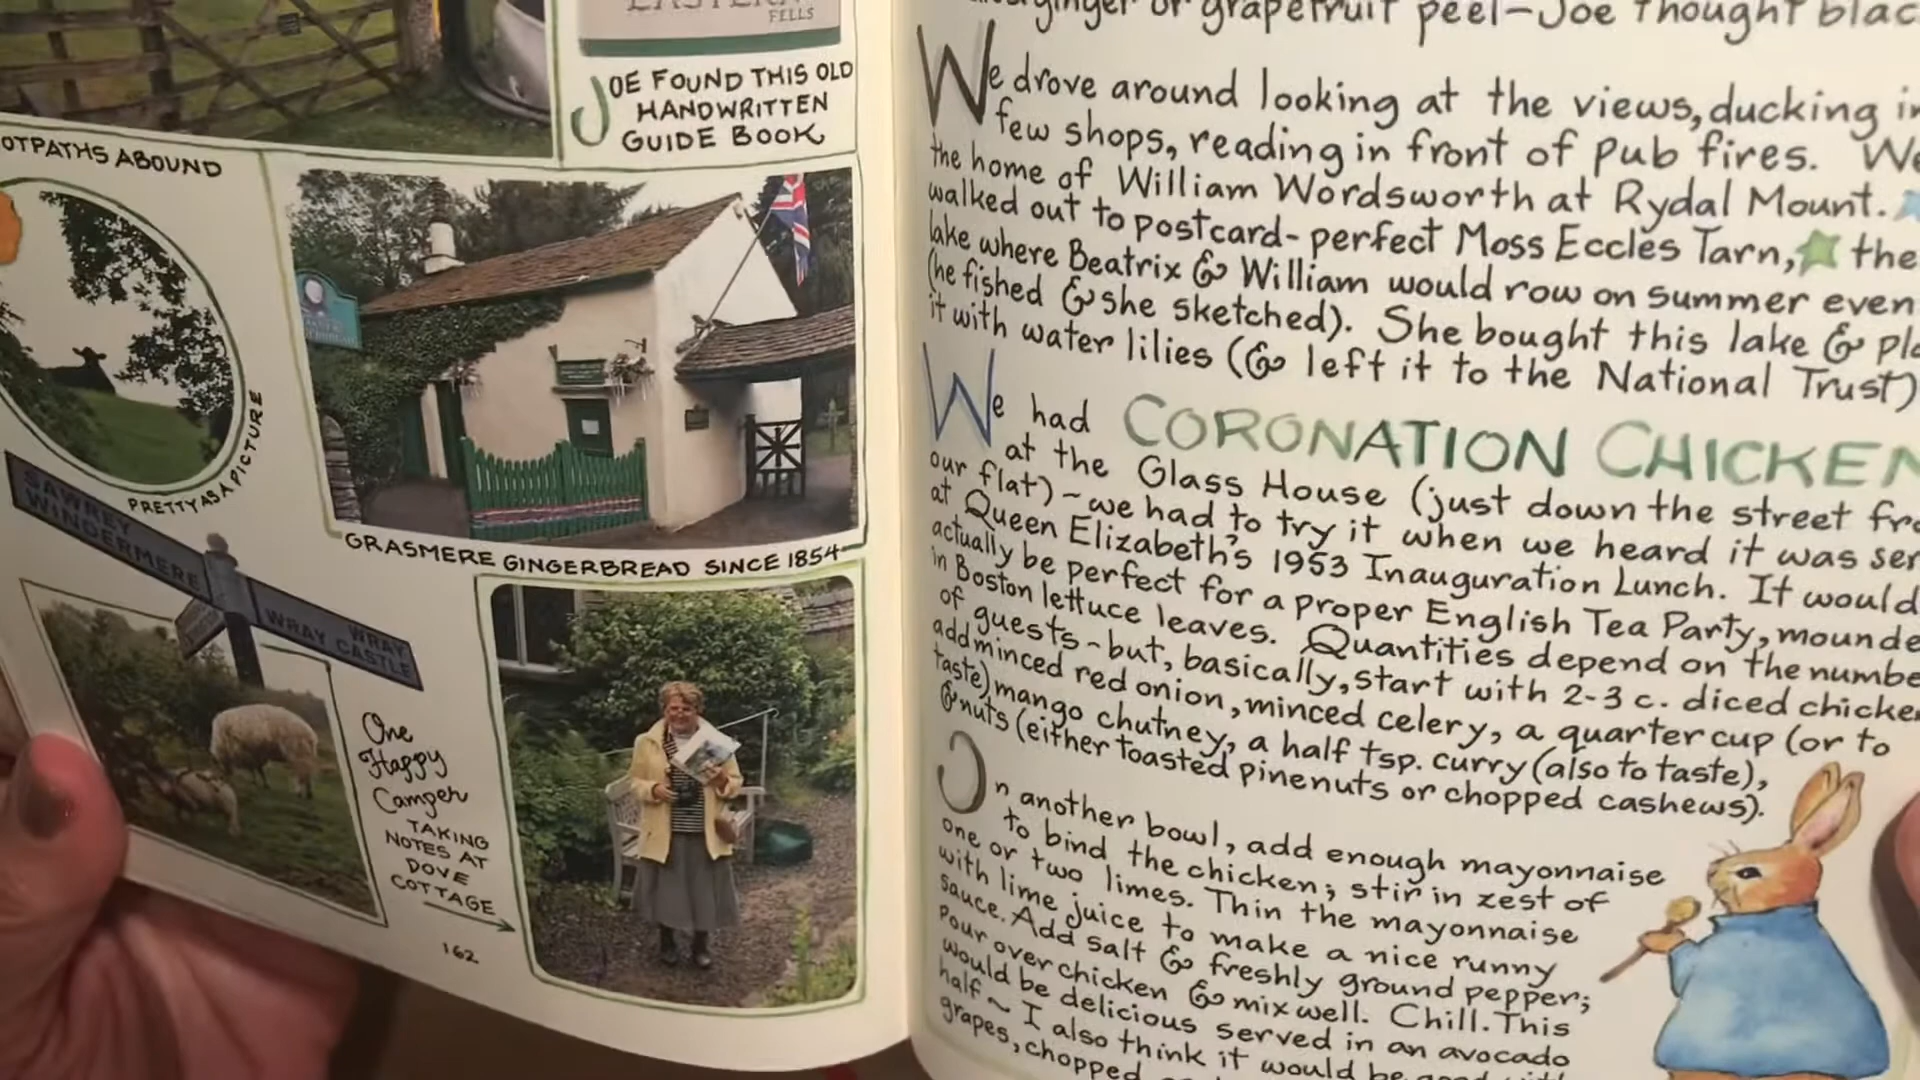 FELLS
JOE FOUND THIS OLD
HANDWRITTEN
GUIDE BOOK
OTPATHS ABOUND
PRETTY AS A PICTURE
GRASMERE GINGERBREAD SINCE 1854
SAWREY
WINDERMERE
WRAY
WRAY CASTLE
One
Happy
Camper
TAKING
NOTES AT
DOVE
COTTAGE
162
ginger or grapefruit peel-Joe thought blac
We drove around looking at the views, ducking in
few shops, reading in front of pub fires. We
the home of William Wordsworth at Rydal Mount.
walked out to postcard-perfect Moss Eccles Tarn, the
lake where Beatrix & William would row on summer even
(he fished & she sketched). She bought this lake & pla
it with water lilies (& left it to the National Trust)
We had CORONATION CHICKEN
at the Glass House (just down the street fro
our flat) ~ we had to try it when we heard it was ser
at Queen Elizabeth's 1953 Inauguration Lunch. It would
actually be perfect for a proper English Tea Party, mounde
in Boston lettuce leaves. Quantities depend on the numbe
of guests ~ but, basically, start with 2-3 c. diced chicke
add minced red onion, minced celery, a quarter cup (or to
taste) mango chutney, a half tsp. curry (also to taste),
& nuts (either toasted pinenuts or chopped cashews).
In another bowl, add enough mayonnaise
to bind the chicken; stir in zest of
one or two limes. Thin the mayonnaise
with lime juice to make a nice runny
sauce. Add salt & freshly ground pepper;
Pour over chicken & mix well. Chill. This
would be delicious served in an avocado
half ~ I also think it would be good with
grapes, chopped